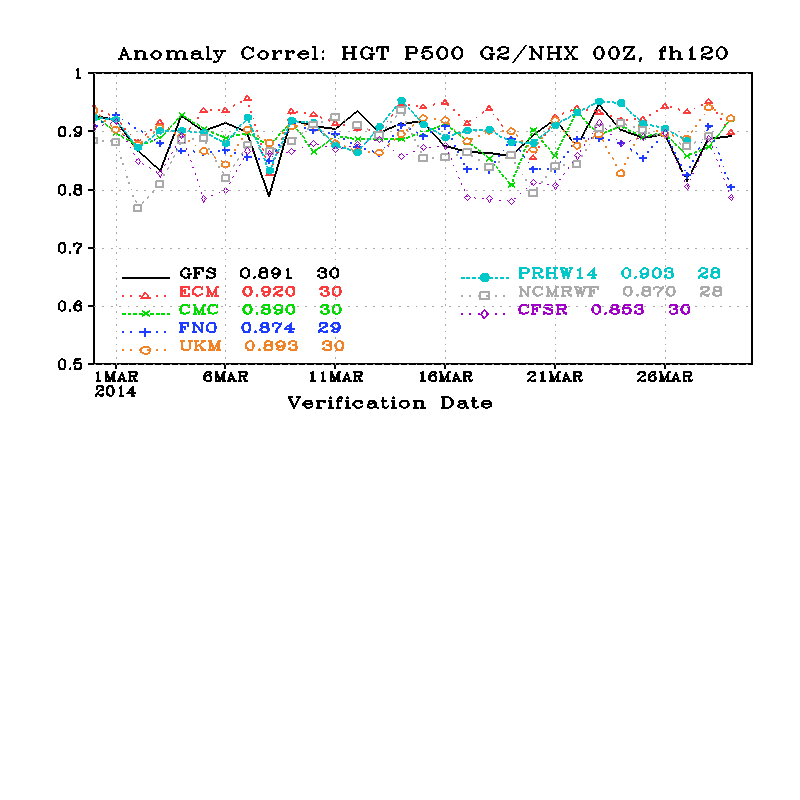 Anomaly Correl: HGT P500 G2/NHX 00Z, fh120
1
0.9
0.8
0.7
0.6
0.5
GFS 0.891 30
ECM 0.920 30
CMC 0.890 30
FNO 0.874 29
UKM 0.893 30
PRHW14 0.903 28
NCMRWF 0.870 28
CFSR 0.853 30
1MAR 6MAR 11MAR 16MAR 21MAR 26MAR
2014
Verification Date